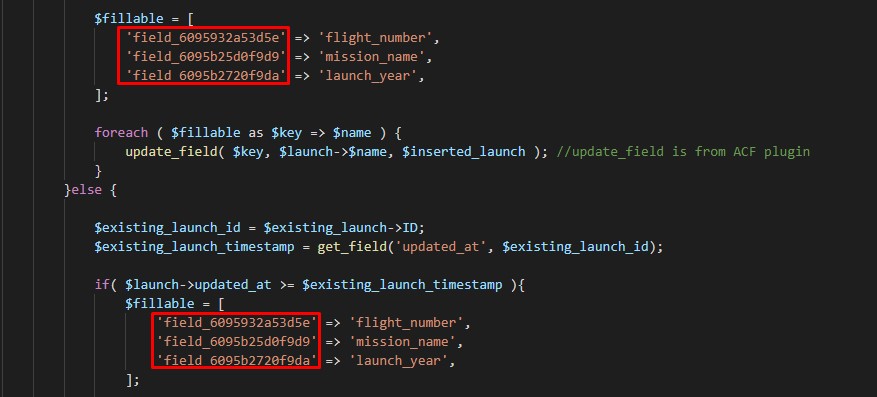 $fillable = [
'field_6095932a53d5e' => 'flight_number',
'field_6095b25d0f9d9' => 'mission_name',
'field_6095b2720f9da' => 'launch_year',
];
foreach ( $fillable as $key => $name ) {
update_field( $key, $launch->$name, $inserted_launch ); //update_field is from ACF plugin
}
}else {
$existing_launch_id = $existing_launch->ID;
$existing_launch_timestamp = get_field('updated_at', $existing_launch_id);
if( $launch->updated_at >= $existing_launch_timestamp ){
$fillable = [
'field_6095932a53d5e' => 'flight_number',
'field_6095b25d0f9d9' => 'mission_name',
'field_6095b2720f9da' => 'launch_year',
];